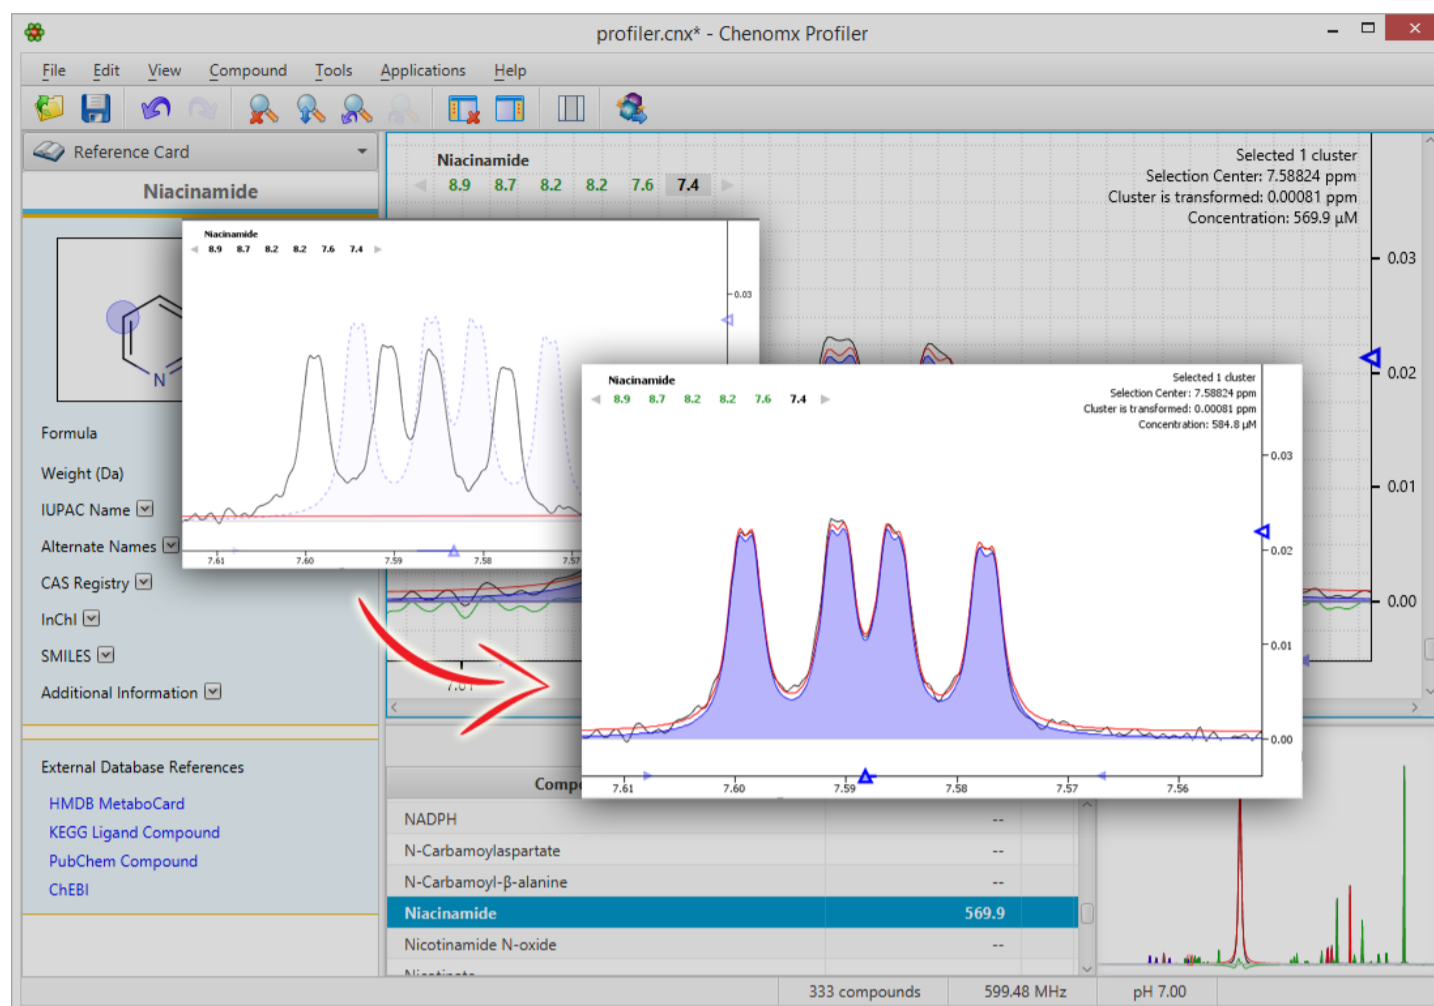 profiler.cnx* - Chenomx Profiler
File Edit View Compound Tools Applications Help
Reference Card
Niacinamide
N
Formula
Weight (Da)
IUPAC Name
Alternate Names
CAS Registry
InChI
SMILES
Additional Information
External Database References
HMDB MetaboCard
KEGG Ligand Compound
PubChem Compound
ChEBI
Niacinamide
8.9 8.7 8.2 8.2 7.6 7.4
Selected 1 cluster
Selection Center: 7.58824 ppm
Cluster is transformed: 0.00081 ppm
Concentration: 569.9 µM
0.03
0.02
0.01
0.00
Niacinamide
8.9 8.7 8.2 8.2 7.6 7.4
0.03
7.61 7.60 7.59 7.58 7.57
Niacinamide
8.9 8.7 8.2 8.2 7.6 7.4
Selected 1 cluster
Selection Center: 7.58824 ppm
Cluster is transformed: 0.00081 ppm
Concentration: 584.8 µM
0.03
0.02
0.01
0.00
7.61 7.60 7.59 7.58 7.57 7.56
NADPH --
N-Carbamoylaspartate --
N-Carbamoyl-β-alanine --
Niacinamide 569.9
Nicotinamide N-oxide --
333 compounds 599.48 MHz pH 7.00